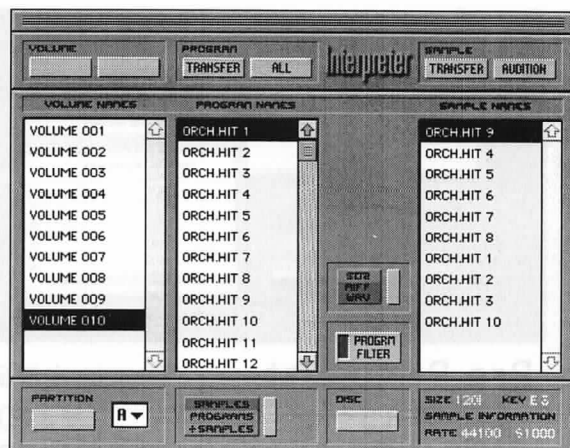 VOLUME
PROGRAM
TRANSFER ALL
Interpreter
SAMPLE
TRANSFER AUDITION
VOLUME NAMES
PROGRAM NAMES
SAMPLE NAMES
VOLUME 001
VOLUME 002
VOLUME 003
VOLUME 004
VOLUME 005
VOLUME 006
VOLUME 007
VOLUME 008
VOLUME 009
VOLUME 010
ORCH.HIT 1
ORCH.HIT 2
ORCH.HIT 3
ORCH.HIT 4
ORCH.HIT 5
ORCH.HIT 6
ORCH.HIT 7
ORCH.HIT 8
ORCH.HIT 9
ORCH.HIT 10
ORCH.HIT 11
ORCH.HIT 12
SD2
AIFF
WAV
PROGRM
FILTER
ORCH.HIT 9
ORCH.HIT 4
ORCH.HIT 5
ORCH.HIT 6
ORCH.HIT 7
ORCH.HIT 8
ORCH.HIT 1
ORCH.HIT 2
ORCH.HIT 3
ORCH.HIT 10
PARTITION
A
SAMPLES
PROGRAMS
+SAMPLES
DISC
SIZE KEY E 3
SAMPLE INFORMATION
RATE 44100 S1000